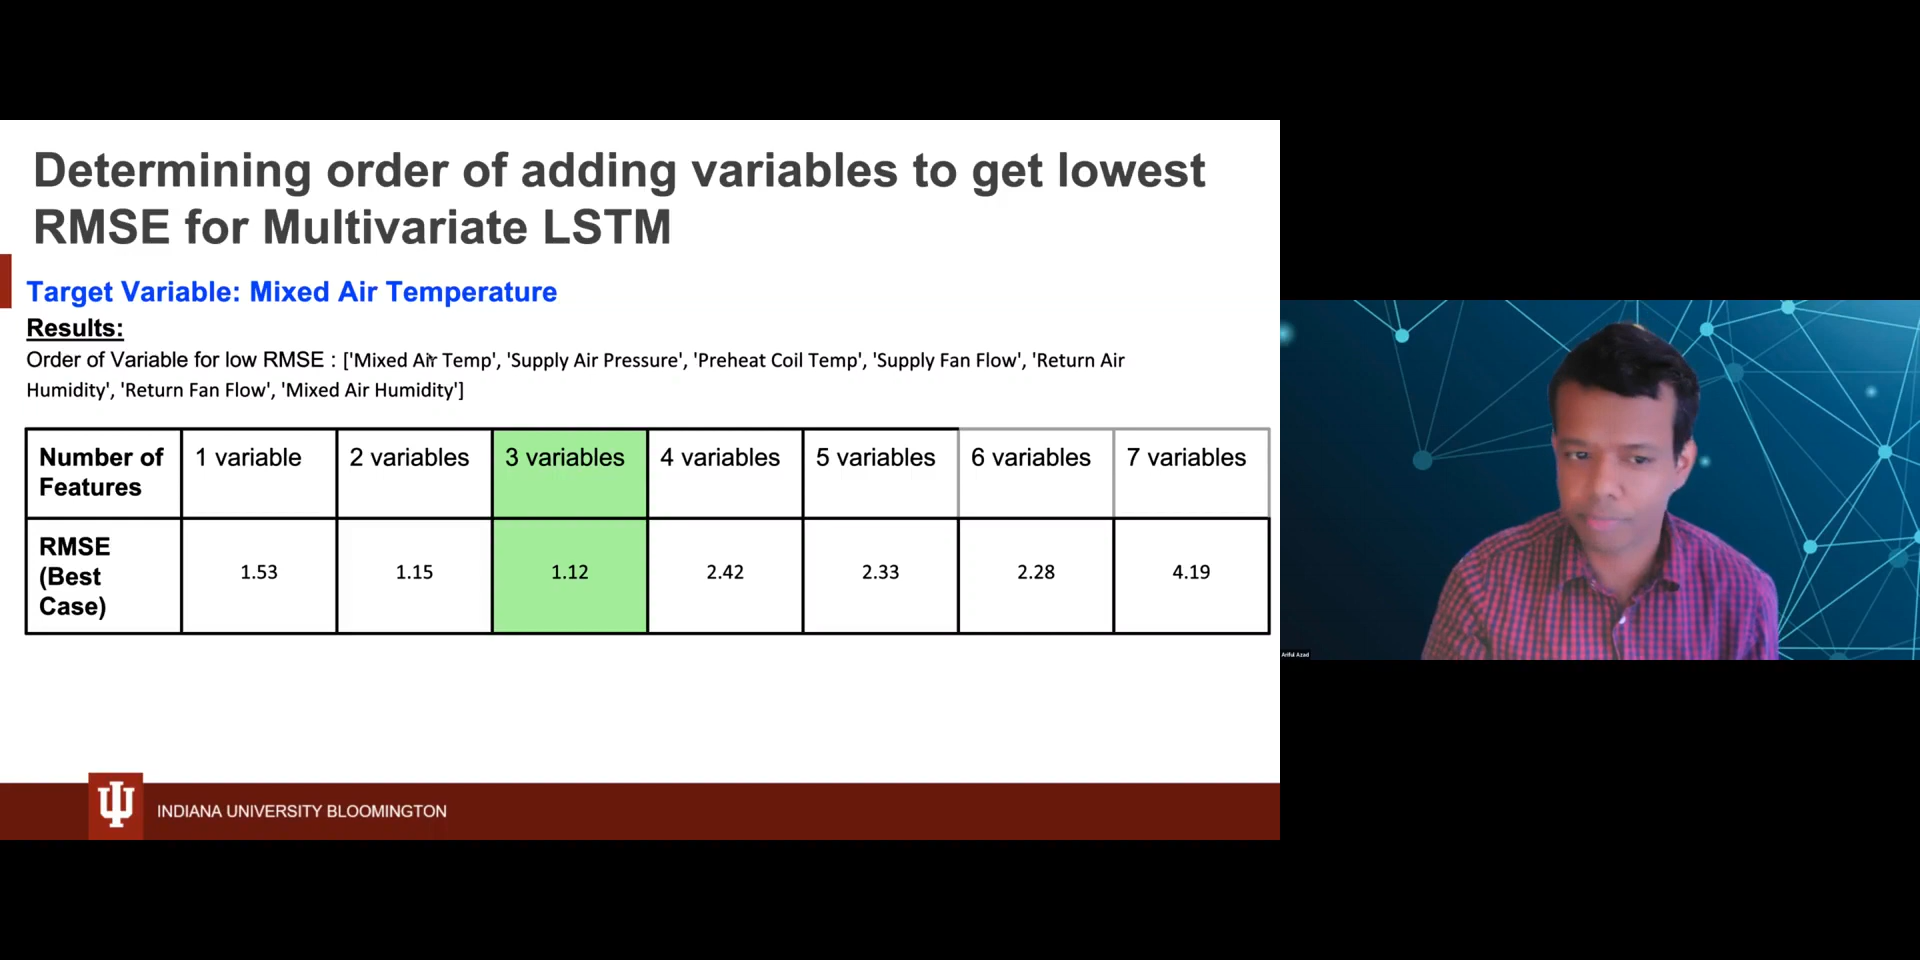 Determining order of adding variables to get lowest
RMSE for Multivariate LSTM
Target Variable: Mixed Air Temperature
Results:
Order of Variable for low RMSE : ['Mixed Air Temp', 'Supply Air Pressure', 'Preheat Coil Temp', 'Supply Fan Flow', 'Return Air
Humidity', 'Return Fan Flow', 'Mixed Air Humidity']
Number of Features 1 variable 2 variables 3 variables 4 variables 5 variables 6 variables 7 variables
RMSE (Best Case) 1.53 1.15 1.12 2.42 2.33 2.28 4.19
INDIANA UNIVERSITY BLOOMINGTON
Ariful Azad